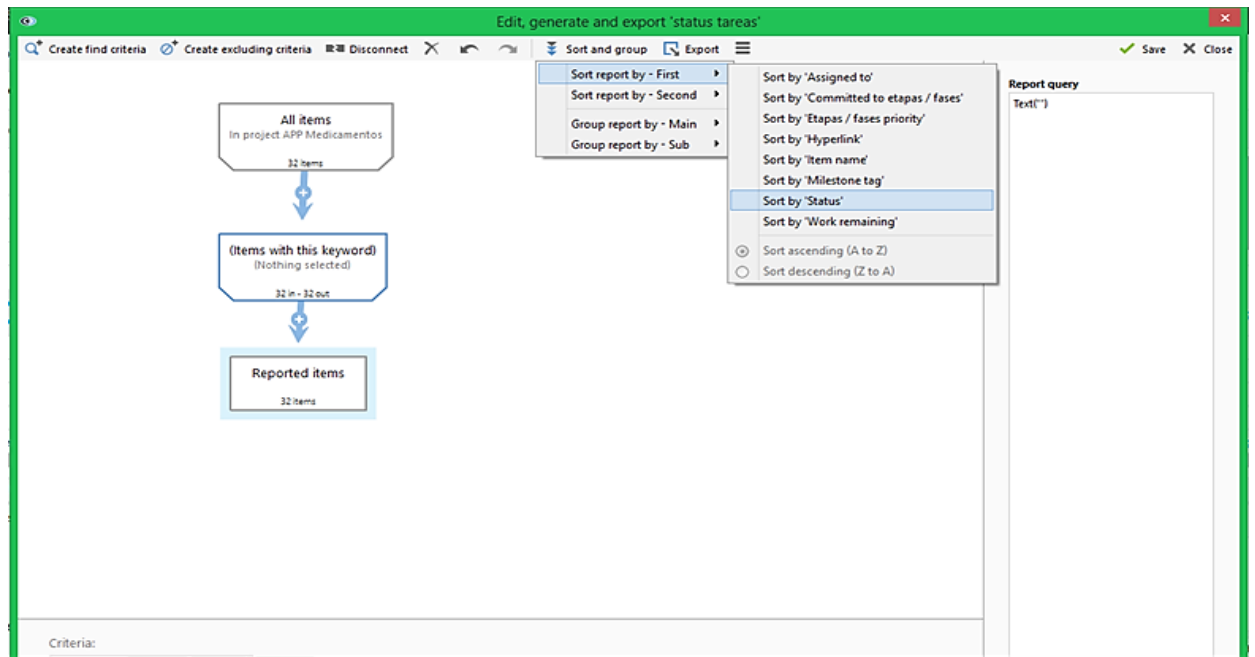 Edit, generate and export 'status tareas'
Create find criteria Create excluding criteria Disconnect Sort and group Export Save Close
Sort report by - First
Sort report by - Second
Group report by - Main
Group report by - Sub
Sort by 'Assigned to'
Sort by 'Committed to etapas / fases'
Sort by 'Etapas / fases priority'
Sort by 'Hyperlink'
Sort by 'Item name'
Sort by 'Milestone tag'
Sort by 'Status'
Sort by 'Work remaining'
Sort ascending (A to Z)
Sort descending (Z to A)
Report query
Text("")
All items
In project APP Medicamentos
32 items
(Items with this keyword)
(Nothing selected)
32 in - 32 out
Reported items
32 items
Criteria: